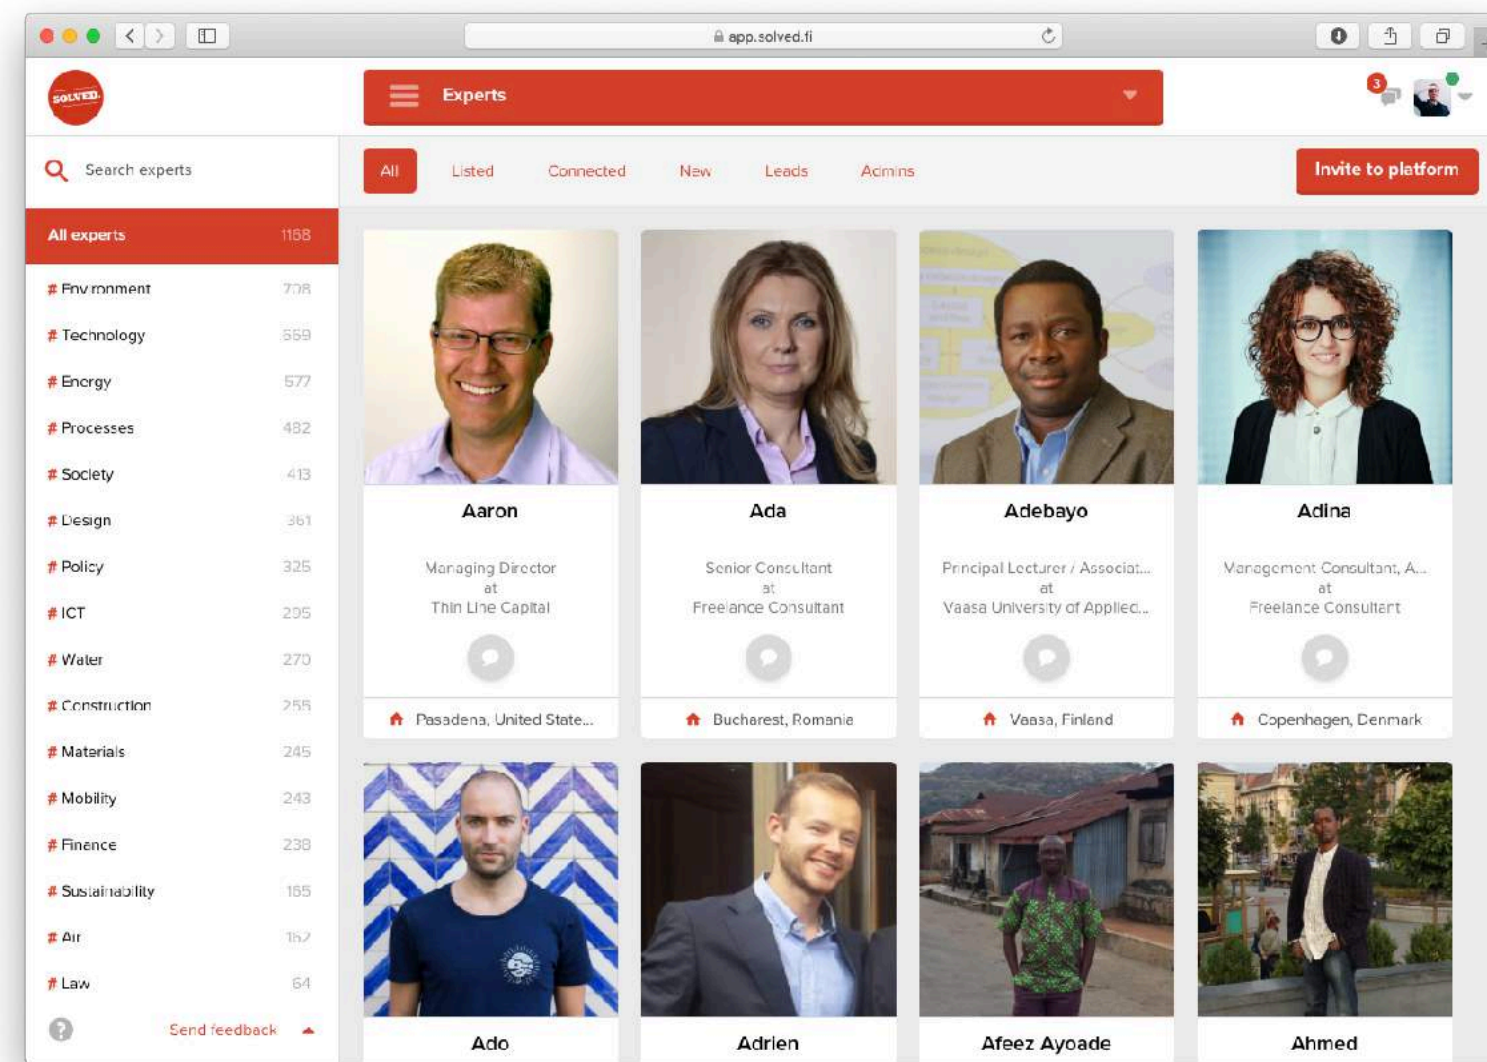 app.solved.fi
SOLVED.
Experts
3
Search experts
All
Listed
Connected
New
Leads
Admins
Invite to platform
All experts 1168
# Environment 708
# Technology
# Energy 577
# Processes 482
# Society 413
# Design 361
# Policy 325
# ICT 295
# Water 270
# Construction 255
# Materials 245
# Mobility 243
# Finance 238
# Sustainability 165
# Air 152
# Law 64
Send feedback
Aaron
Managing Director
at
Thin Line Capital
Pasadena, United State...
Ada
Senior Consultant
at
Freelance Consultant
Bucharest, Romania
Adebayo
Principal Lecturer / Associat...
at
Vaasa University of Applied...
Vaasa, Finland
Adina
Management Consultant, A...
at
Freelance Consultant
Copenhagen, Denmark
Ado
Adrien
Afeez Ayoade
Ahmed